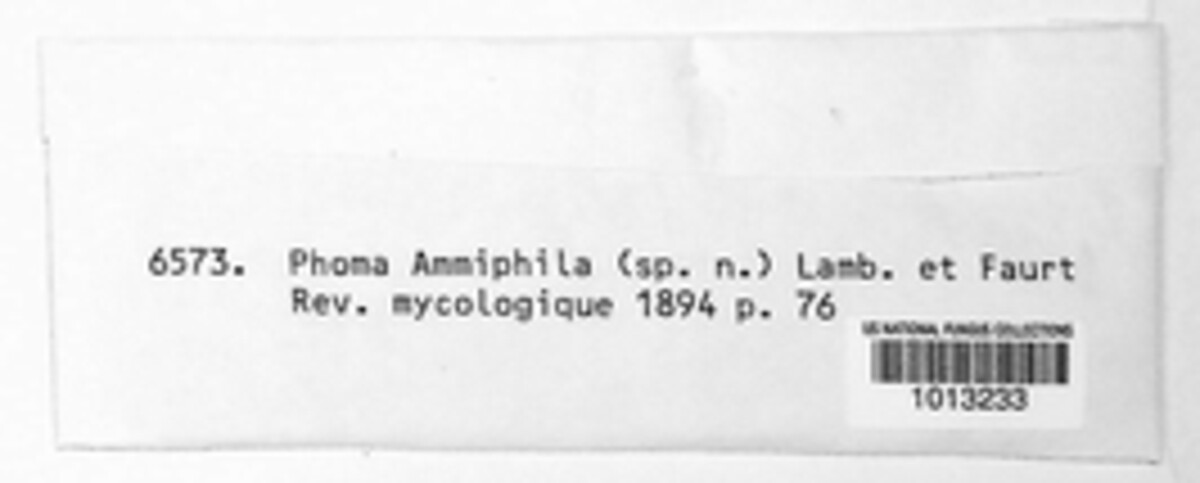 6573. Phoma Ammiphila (sp. n.) Lamb. et Faurt
Rev. mycologique 1894 p. 76
US NATIONAL FUNGUS COLLECTIONS
1013233